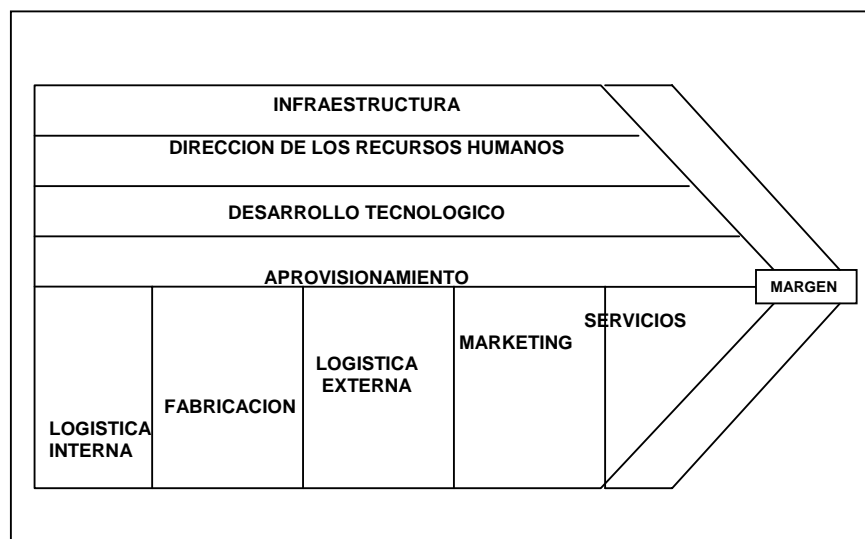 INFRAESTRUCTURA
DIRECCION DE LOS RECURSOS HUMANOS
DESARROLLO TECNOLOGICO
APROVISIONAMIENTO
MARGEN
LOGISTICA
INTERNA
FABRICACION
LOGISTICA
EXTERNA
MARKETING
SERVICIOS